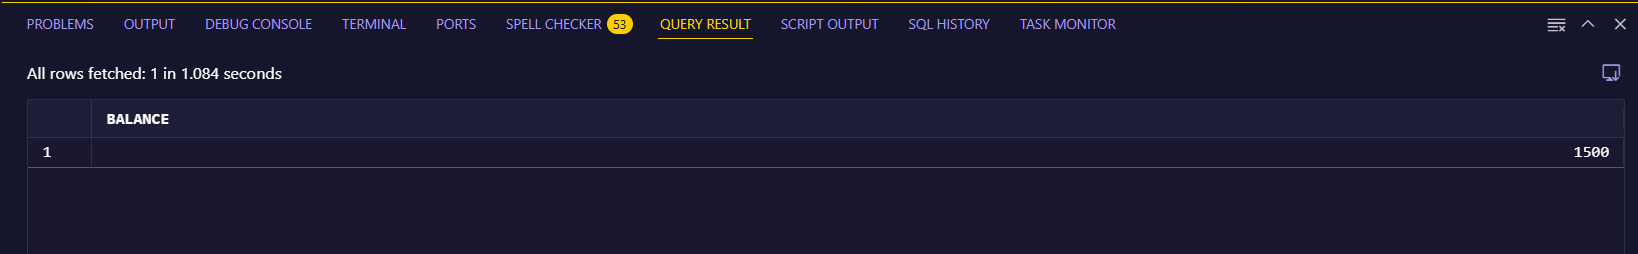 PROBLEMS OUTPUT DEBUG CONSOLE TERMINAL PORTS SPELL CHECKER 53 QUERY RESULT SCRIPT OUTPUT SQL HISTORY TASK MONITOR
All rows fetched: 1 in 1.084 seconds
BALANCE
1 1500